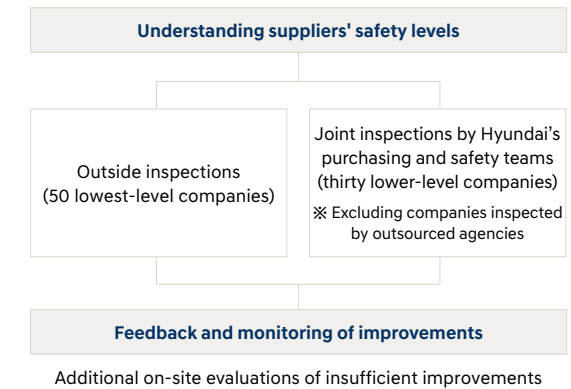 Understanding suppliers' safety levels
Outside inspections
(50 lowest-level companies)
Joint inspections by Hyundai’s
purchasing and safety teams
(thirty lower-level companies)
※ Excluding companies inspected
by outsourced agencies
Feedback and monitoring of improvements
Additional on-site evaluations of insufficient improvements